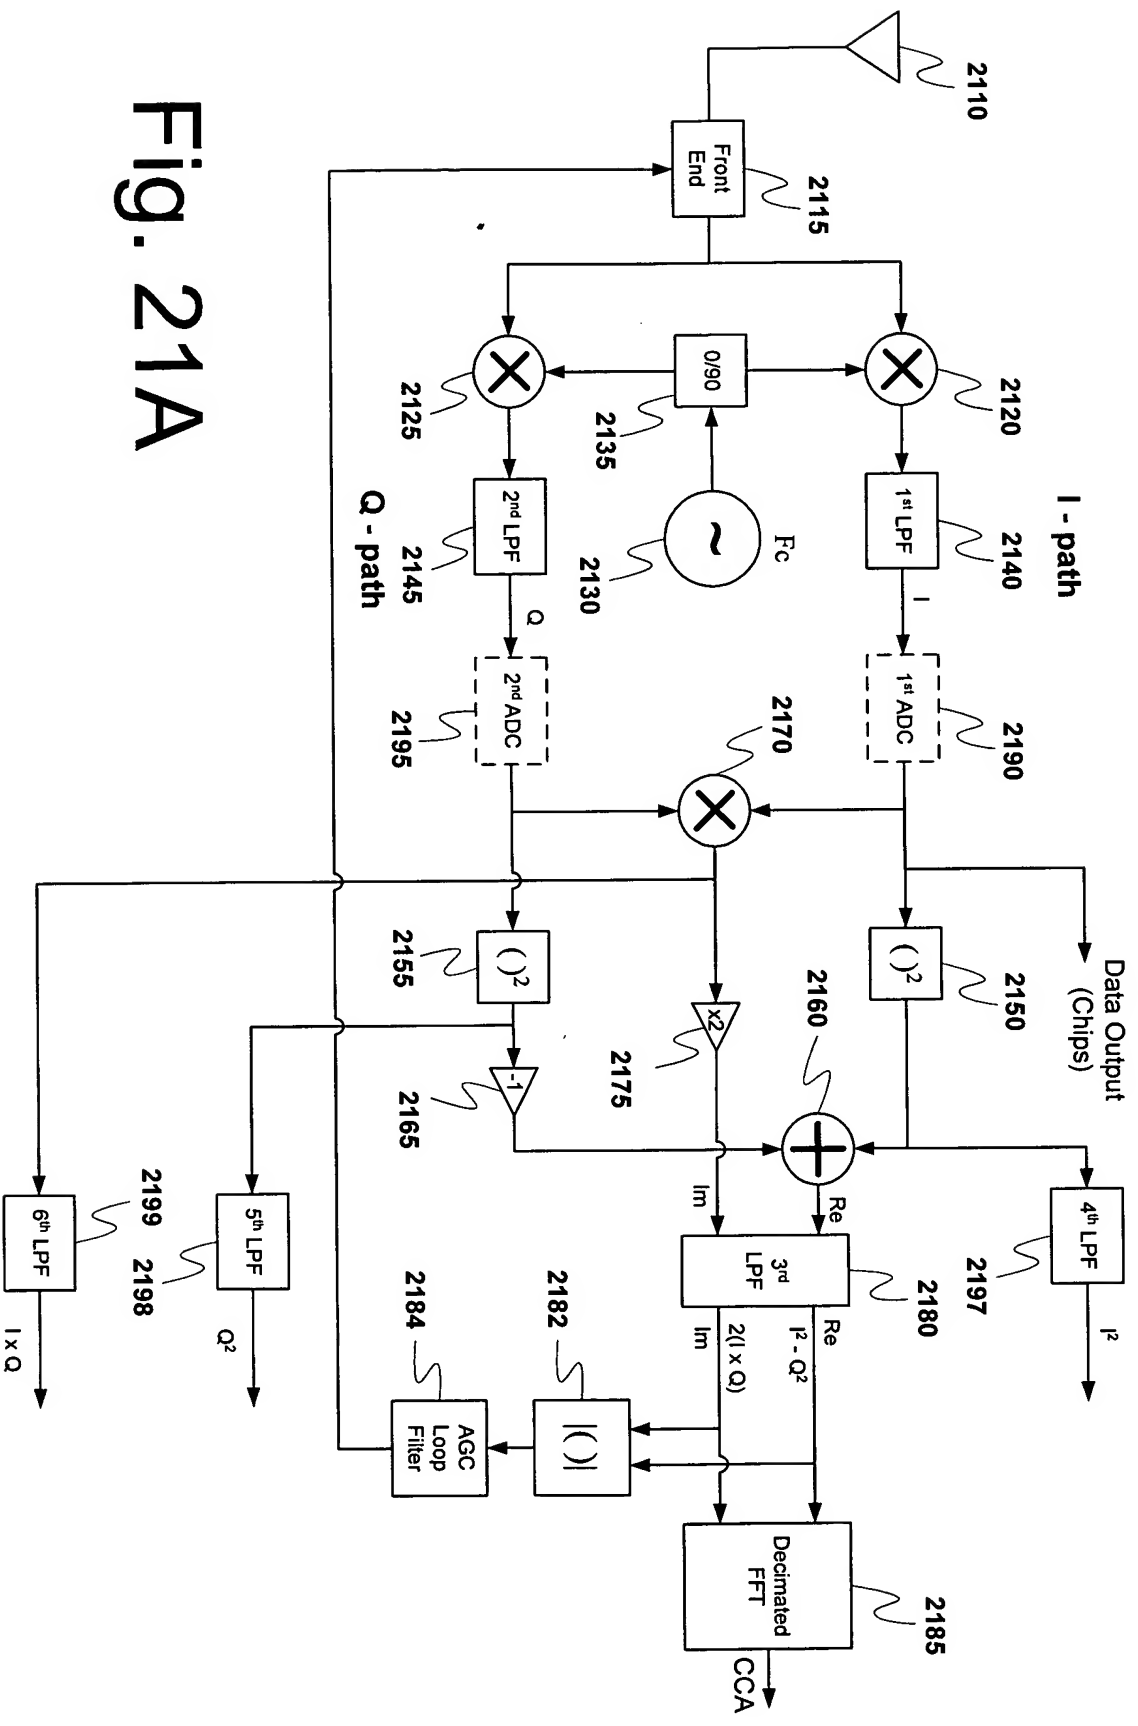 2110
Front
End
2115
2120
2125
0/90
2135
Fc
2130
I - path
1st LPF
2140
I
2nd LPF
2145
Q - path
Q
1st ADC
2190
2nd ADC
2195
2170
Data Output
(Chips)
( )2
2150
( )2
2155
x2
2175
-1
2165
2160
Re
Im
3rd
LPF
2180
4th LPF
2197
I2
5th LPF
2198
Q2
6th LPF
2199
I x Q
Re
I2 - Q2
2(I x Q)
Im
|( )|
2182
AGC
Loop
Filter
2184
Decimated
FFT
2185
CCA
Fig. 21A